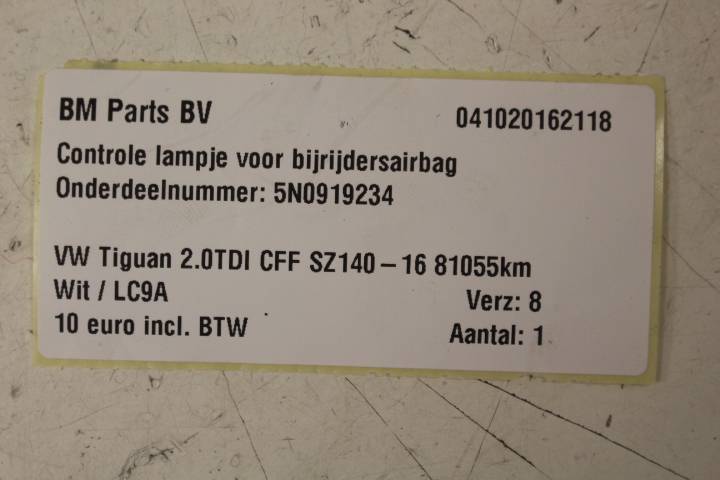 BM Parts BV 041020162118
Controle lampje voor bijrijdersairbag
Onderdeelnummer: 5N0919234
VW Tiguan 2.0TDI CFF SZ140-16 81055km
Wit / LC9A Verz: 8
10 euro incl. BTW Aantal: 1